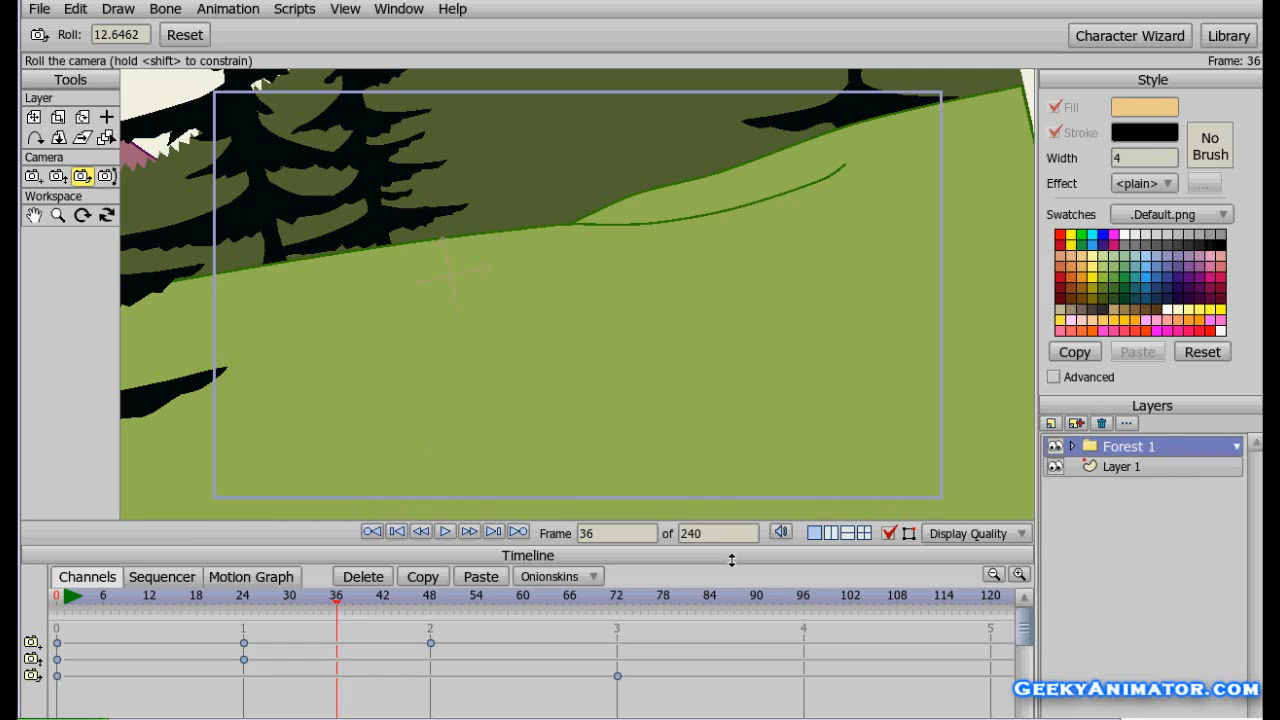 File Edit Draw Bone Animation Scripts View Window Help
Roll: 12.6462 Reset Character Wizard Library
Roll the camera (hold <shift> to constrain) Frame: 36
Tools
Layer
Camera
Workspace
Style
Fill
Stroke
No Brush
Width 4
Effect <plain> ...
Swatches .Default.png
Copy Paste Reset
Advanced
Layers
Forest 1
Layer 1
Frame 36 of 240 Display Quality
Timeline
Channels Sequencer Motion Graph Delete Copy Paste Onionskins
0 6 12 18 24 30 36 42 48 54 60 66 72 78 84 90 96 102 108 114 120
0 1 2 3 4 5
GeekyAnimator.com